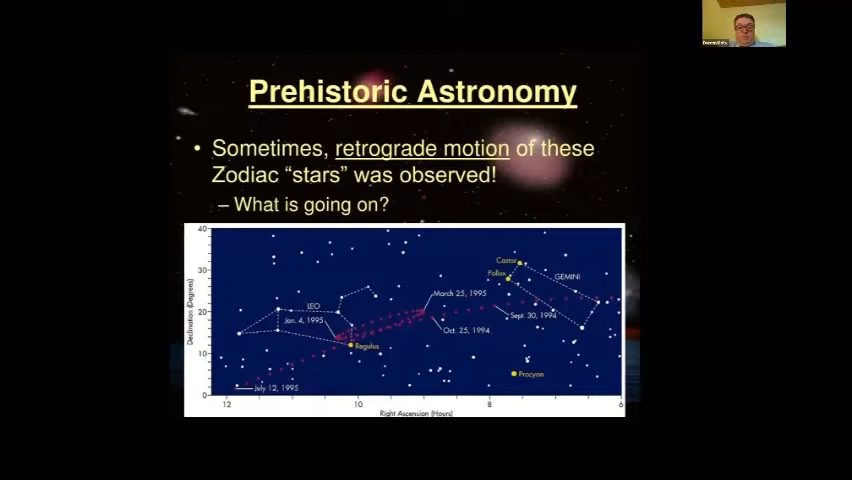 Prehistoric Astronomy
• Sometimes, retrograde motion of these
Zodiac “stars” was observed!
– What is going on?
40
30
20
10
0
Declination (Degrees)
Castor
Pollux
GEMINI
LEO
March 25, 1995
Jan. 4, 1995
Sept. 30, 1994
Oct. 25, 1994
Regulus
Procyon
July 12, 1995
12
10
8
6
Right Ascension (Hours)